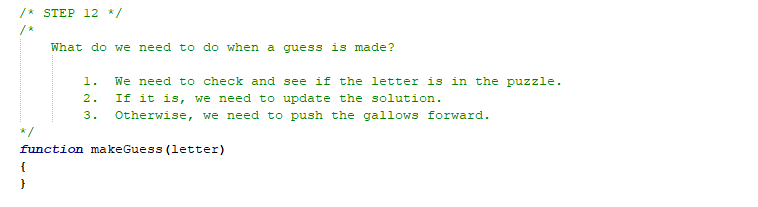 /* STEP 12 */
/*
What do we need to do when a guess is made?
1. We need to check and see if the letter is in the puzzle.
2. If it is, we need to update the solution.
3. Otherwise, we need to push the gallows forward.
*/
function makeGuess(letter)
{
}